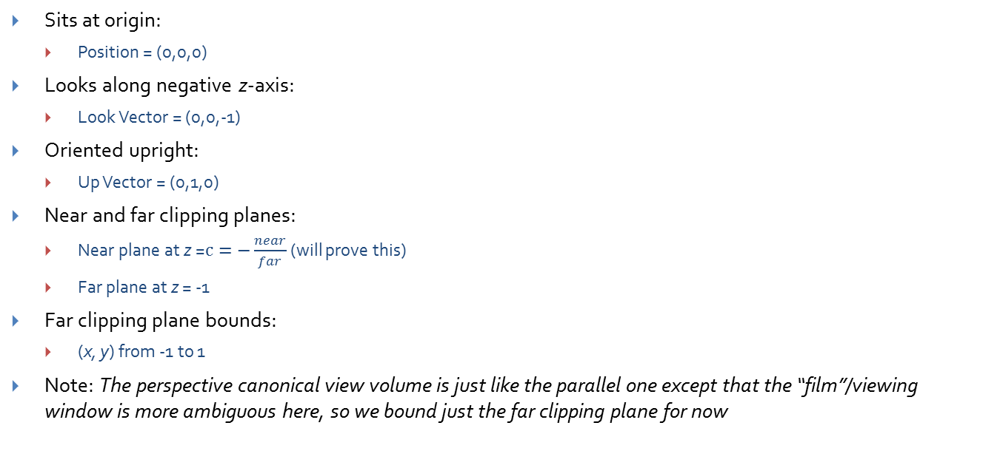 Sits at origin:
Position = (0,0,0)
Looks along negative z-axis:
Look Vector = (0,0,-1)
Oriented upright:
Up Vector = (0,1,0)
Near and far clipping planes:
Near plane at z =c = − near/far (will prove this)
Far plane at z = -1
Far clipping plane bounds:
(x, y) from -1 to 1
Note: The perspective canonical view volume is just like the parallel one except that the “film”/viewing
window is more ambiguous here, so we bound just the far clipping plane for now